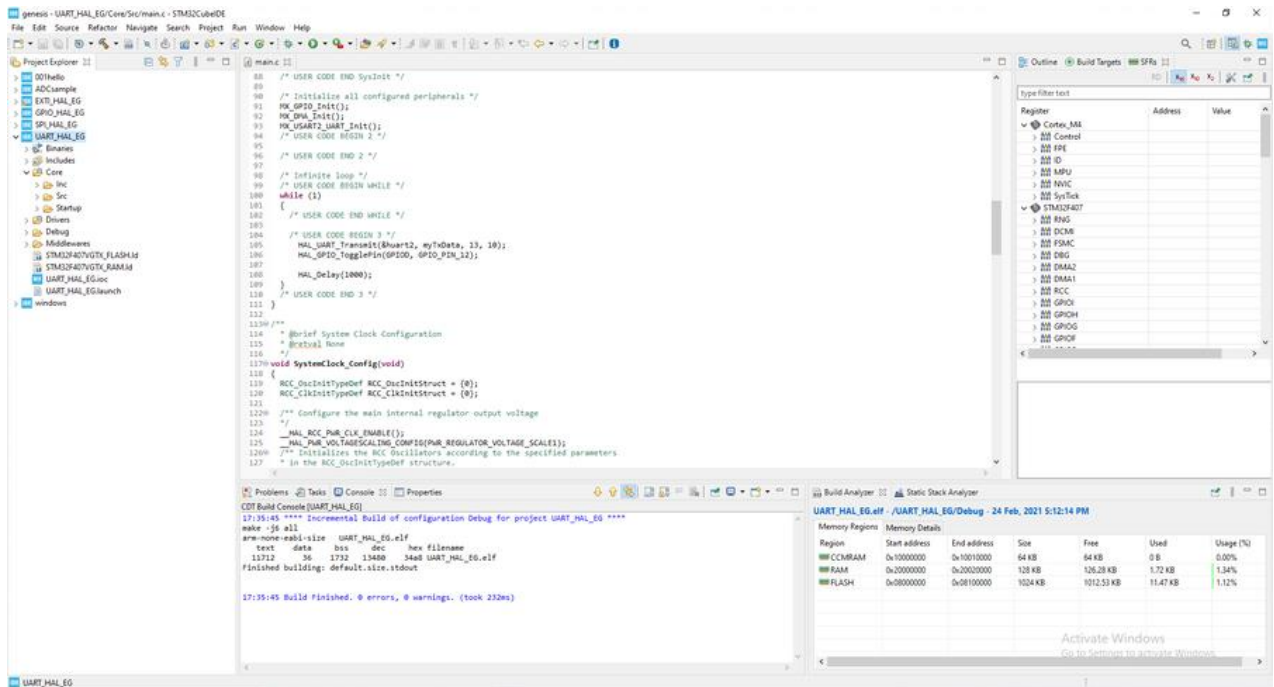 genesis - UART_HAL_EG/Core/Src/main.c - STM32CubeIDE
File Edit Source Refactor Navigate Search Project Run Window Help
Project Explorer
001hello
ADCsample
EXTI_HAL_EG
GPIO_HAL_EG
SPI_HAL_EG
UART_HAL_EG
Binaries
Includes
Core
Inc
Src
Startup
Drivers
Debug
Middlewares
STM32F407VGTX_FLASH.ld
STM32F407VGTX_RAM.ld
UART_HAL_EG.ioc
UART_HAL_EG.launch
windows
main.c
88 /* USER CODE END SysInit */
89
90 /* Initialize all configured peripherals */
91 MX_GPIO_Init();
92 MX_DMA_Init();
93 MX_USART2_UART_Init();
94 /* USER CODE BEGIN 2 */
95
96 /* USER CODE END 2 */
97
98 /* Infinite loop */
99 /* USER CODE BEGIN WHILE */
100 while (1)
101 {
102 /* USER CODE END WHILE */
103
104 /* USER CODE BEGIN 3 */
105 HAL_UART_Transmit(&huart2, myTxData, 13, 10);
106 HAL_GPIO_TogglePin(GPIOD, GPIO_PIN_12);
107
108 HAL_Delay(1000);
109 }
110 /* USER CODE END 3 */
111 }
112
113 /**
114 * @brief System Clock Configuration
115 * @retval None
116 */
117 void SystemClock_Config(void)
118 {
119 RCC_OscInitTypeDef RCC_OscInitStruct = {0};
120 RCC_ClkInitTypeDef RCC_ClkInitStruct = {0};
121
122 /** Configure the main internal regulator output voltage
123 */
124 __HAL_RCC_PWR_CLK_ENABLE();
125 __HAL_PWR_VOLTAGESCALING_CONFIG(PWR_REGULATOR_VOLTAGE_SCALE1);
126 /** Initializes the RCC Oscillators according to the specified parameters
127 * in the RCC_OscInitTypeDef structure.
Outline Build Targets SFRs
type filter text
Register Address Value
Cortex_M4
Control
FPE
ID
MPU
NVIC
SysTick
STM32F407
RNG
DCMI
FSMC
DBG
DMA2
DMA1
RCC
GPIOI
GPIOH
GPIOG
GPIOF
Problems Tasks Console Properties
CDT Build Console [UART_HAL_EG]
17:35:45 **** Incremental Build of configuration Debug for project UART_HAL_EG ****
make -j6 all
arm-none-eabi-size UART_HAL_EG.elf
text data bss dec hex filename
11712 36 1732 13480 34a8 UART_HAL_EG.elf
Finished building: default.size.stdout
17:35:45 Build Finished. 0 errors, 0 warnings. (took 232ms)
Build Analyzer Static Stack Analyzer
UART_HAL_EG.elf - /UART_HAL_EG/Debug - 24 Feb, 2021 5:12:14 PM
Memory Regions Memory Details
Region Start address End address Size Free Used Usage (%)
CCMRAM 0x10000000 0x10010000 64 KB 64 KB 0 B 0.00%
RAM 0x20000000 0x20020000 128 KB 126.28 KB 1.72 KB 1.34%
FLASH 0x08000000 0x08100000 1024 KB 1012.53 KB 11.47 KB 1.12%
Activate Windows
Go to Settings to activate Windows.
UART_HAL_EG